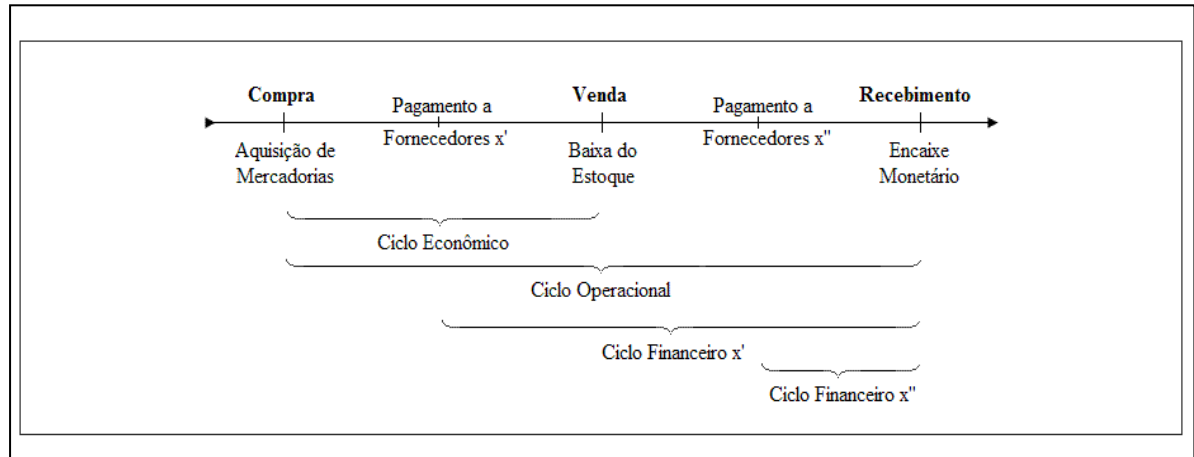 Compra
Pagamento a
Fornecedores x'
Venda
Pagamento a
Fornecedores x"
Recebimento
Aquisição de
Mercadorias
Baixa do
Estoque
Encaixe
Monetário
Ciclo Econômico
Ciclo Operacional
Ciclo Financeiro x'
Ciclo Financeiro x"